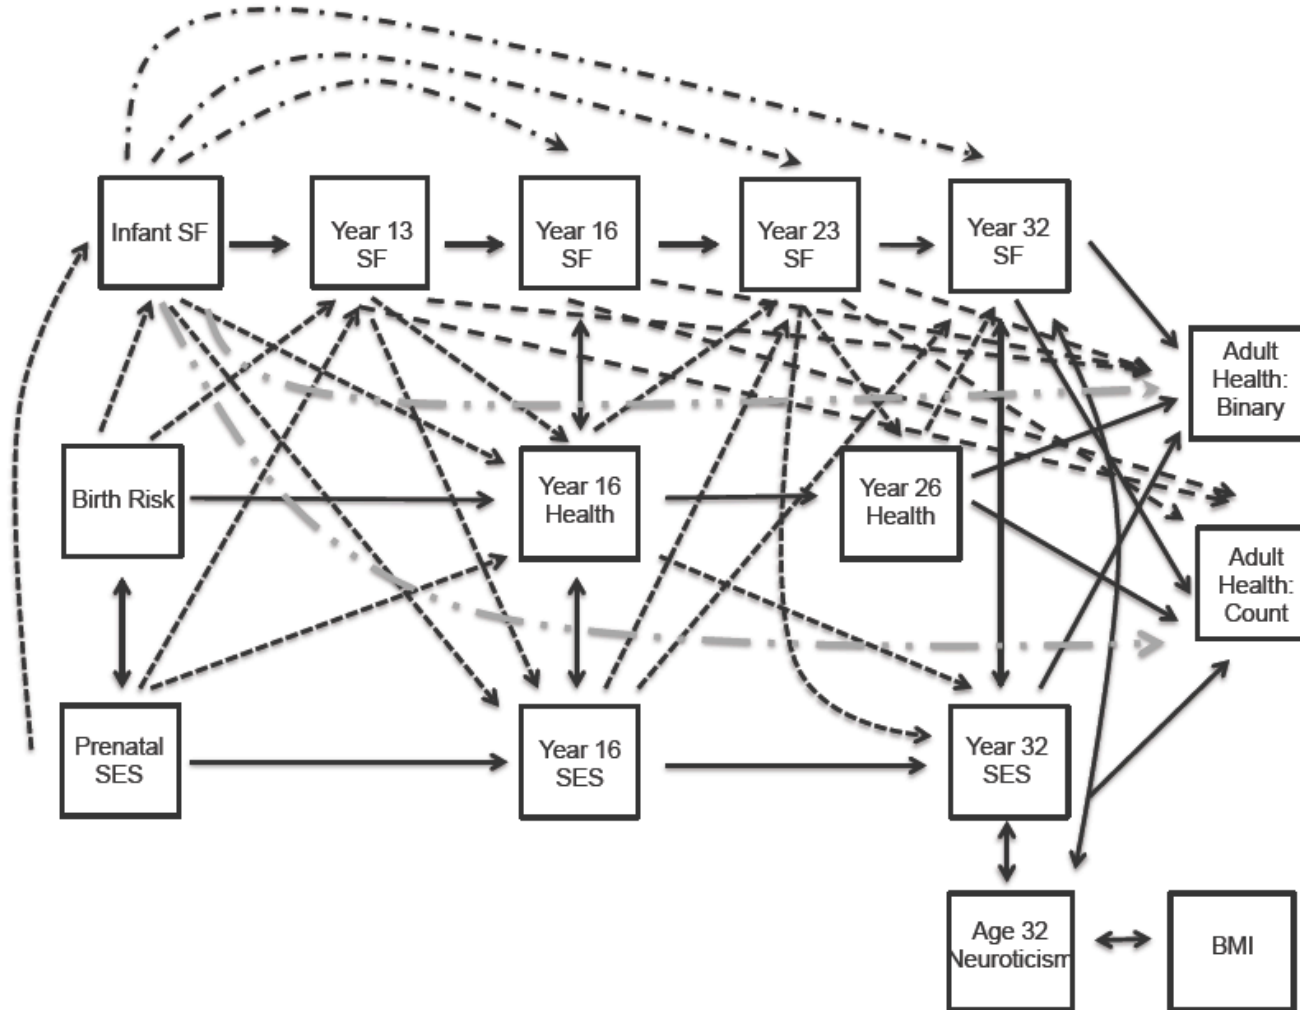 Infant SF
Year 13
SF
Year 16
SF
Year 23
SF
Year 32
SF
Adult
Health:
Binary
Birth Risk
Year 16
Health
Year 26
Health
Adult
Health:
Count
Prenatal
SES
Year 16
SES
Year 32
SES
Age 32
Neuroticism
BMI